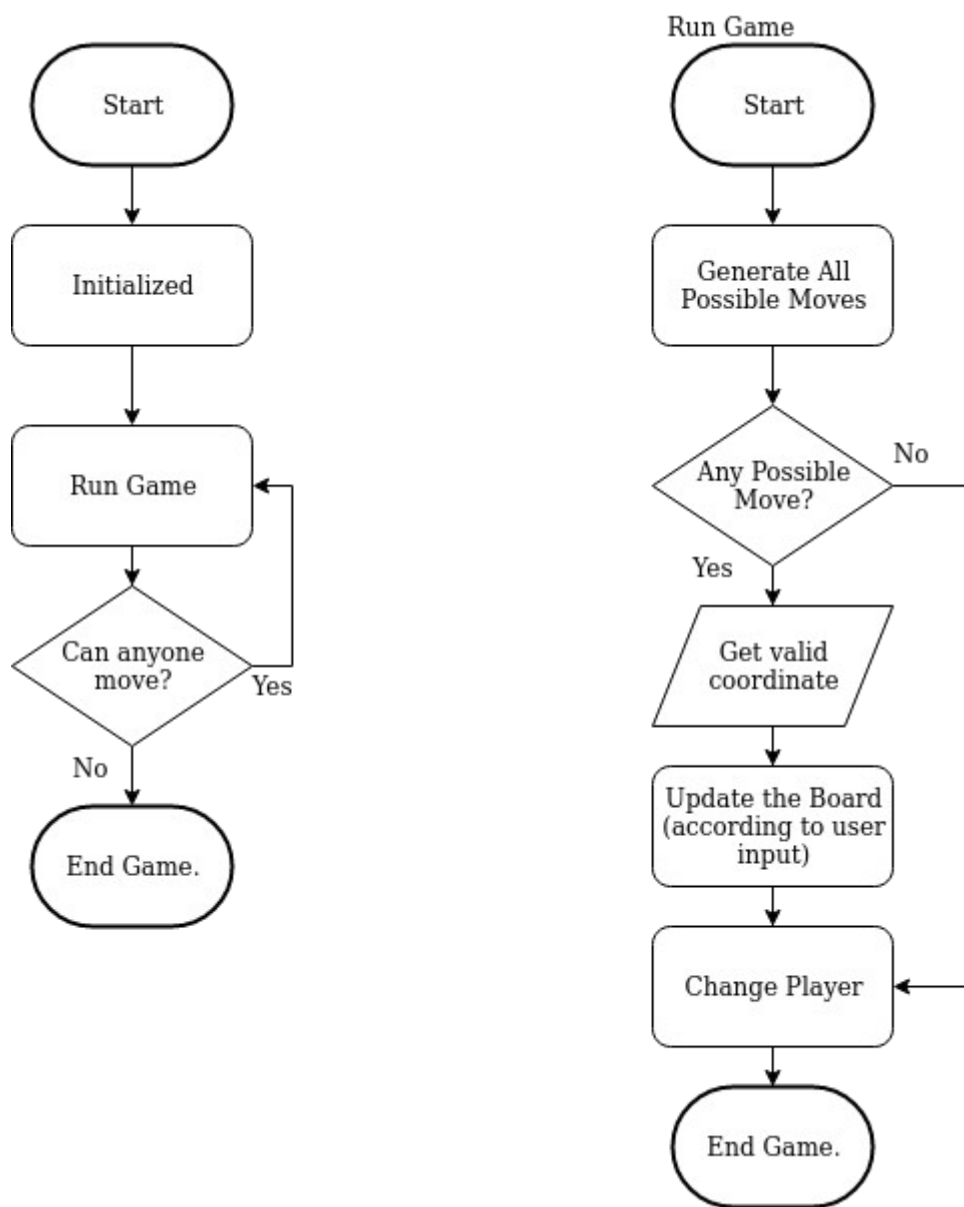 Start
Initialized
Run Game
Can anyone
move?
Yes
No
End Game.
Run Game
Start
Generate All
Possible Moves
Any Possible
Move?
No
Yes
Get valid
coordinate
Update the Board
(according to user
input)
Change Player
End Game.